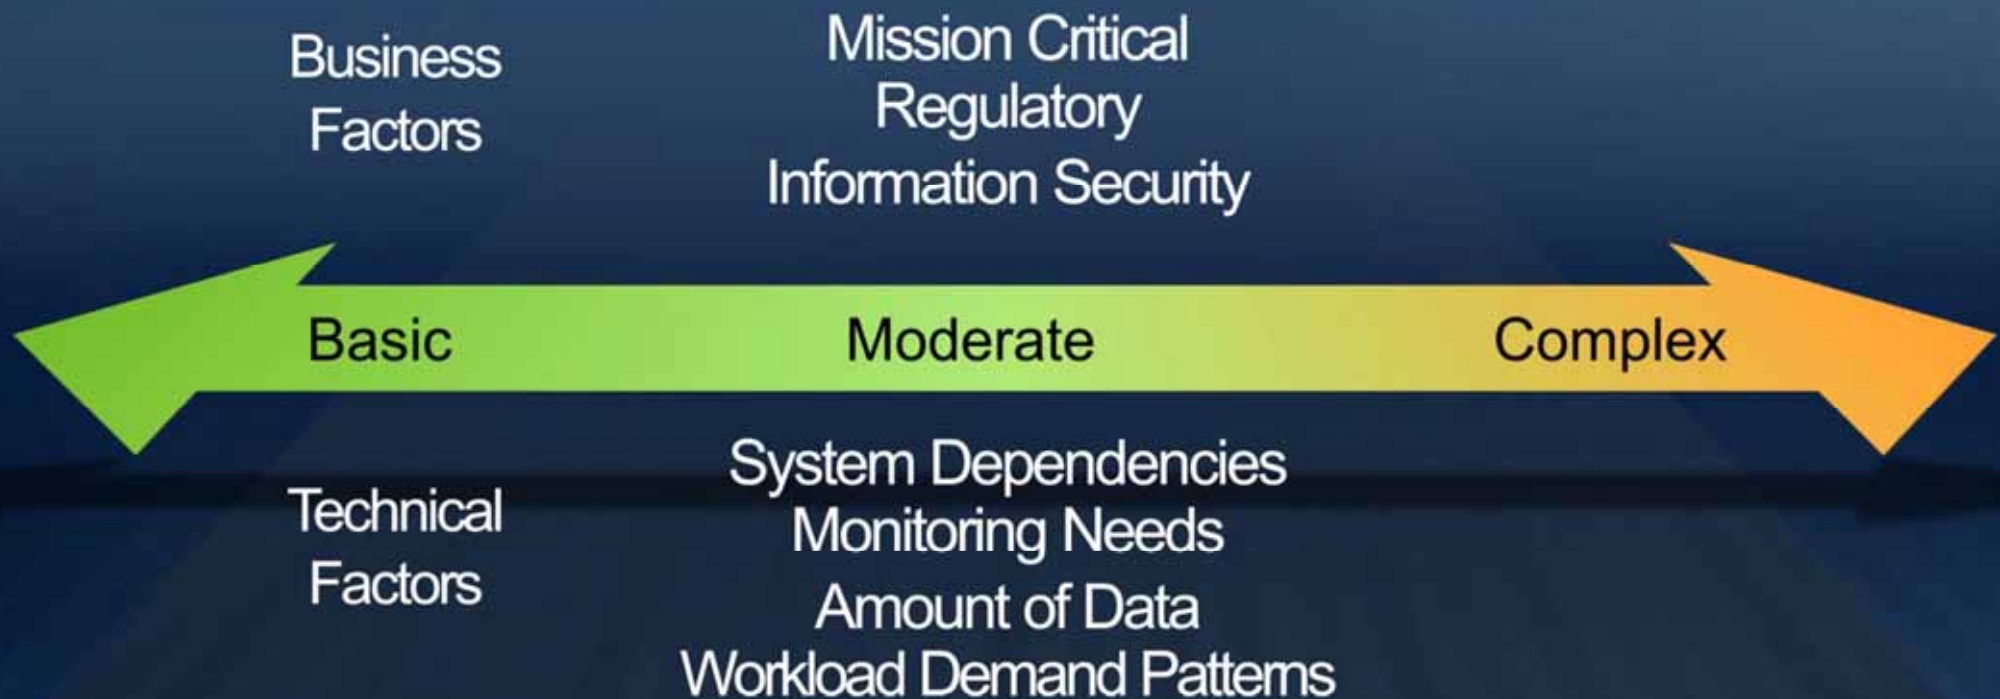 Business
Factors
Mission Critical
Regulatory
Information Security
Basic
Moderate
Complex
Technical
Factors
System Dependencies
Monitoring Needs
Amount of Data
Workload Demand Patterns